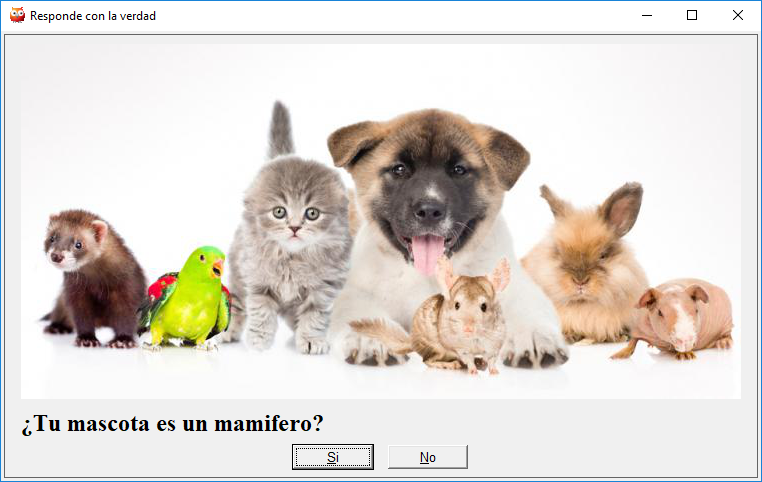 Responde con la verdad
¿Tu mascota es un mamifero?
Si No